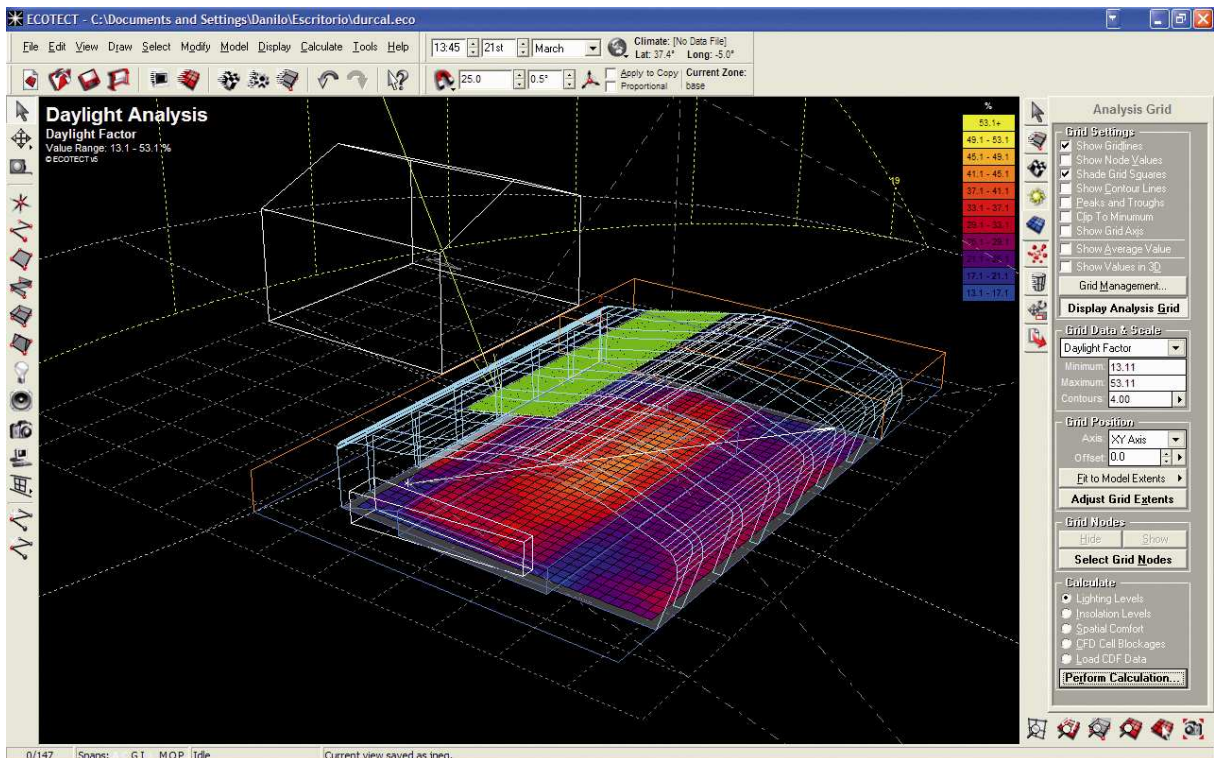 ECOTECT - C:\Documents and Settings\Danilo\Escritorio\durcal.eco
File Edit View Draw Select Modify Model Display Calculate Tools Help
13:45 21st March
Climate: [No Data File]
Lat: 37.4° Long: -5.0°
25.0 0.5°
Apply to Copy
Proportional
Current Zone:
base
Daylight Analysis
Daylight Factor
Value Range: 13.1 - 53.1 %
© ECOTECT v5
%
53.1+
49.1 - 53.1
45.1 - 49.1
41.1 - 45.1
37.1 - 41.1
33.1 - 37.1
29.1 - 33.1
17.1 - 21.1
13.1 - 17.1
19
Analysis Grid
Grid Settings
Show Gridlines
Show Node Values
Shade Grid Squares
Show Contour Lines
Peaks and Troughs
Clip To Minumum
Show Grid Axis
Show Average Value
Show Values in 3D
Grid Management...
Display Analysis Grid
Grid Data & Scale
Daylight Factor
Minimum: 13.11
Maximum: 53.11
Contours: 4.00
Grid Position
Axis: XY Axis
Offset: 0.0
Fit to Model Extents
Adjust Grid Extents
Grid Nodes
Hide Show
Select Grid Nodes
Calculate
Lighting Levels
Insolation Levels
Spatial Comfort
CFD Cell Blockages
Load CDF Data
Perform Calculation...
0/147 Snaps: G I M O P Idle Current view saved as jpeg.